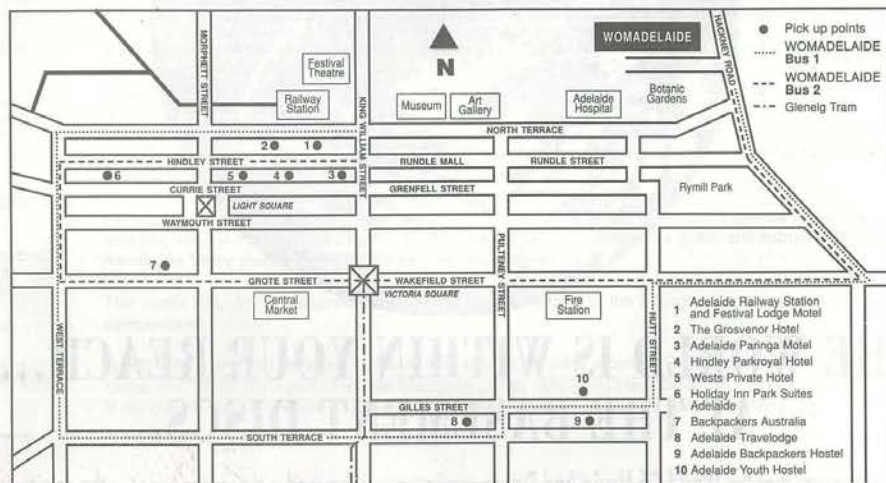 MORPHETT STREET
Festival
Theatre
Railway
Station
KING WILLIAM STREET
N
Museum
Art
Gallery
WOMADELAIDE
Adelaide
Hospital
Botanic
Gardens
HACKNEY ROAD
Pick up points
WOMADELAIDE
Bus 1
WOMADELAIDE
Bus 2
Glenelg Tram
NORTH TERRACE
2
1
HINDLEY STREET
RUNDLE MALL
RUNDLE STREET
6
5
4
3
CURRIE STREET
GRENFELL STREET
Rymill Park
LIGHT SQUARE
WAYMOUTH STREET
PULTENEY STREET
7
GROTE STREET
WAKEFIELD STREET
VICTORIA SQUARE
Central
Market
Fire
Station
WEST TERRACE
HUTT STREET
10
GILLES STREET
8
9
SOUTH TERRACE
1 Adelaide Railway Station
and Festival Lodge Motel
2 The Grosvenor Hotel
3 Adelaide Paringa Motel
4 Hindley Parkroyal Hotel
5 Wests Private Hotel
6 Holiday Inn Park Suites
Adelaide
7 Backpackers Australia
8 Adelaide Travelodge
9 Adelaide Backpackers Hostel
10 Adelaide Youth Hostel